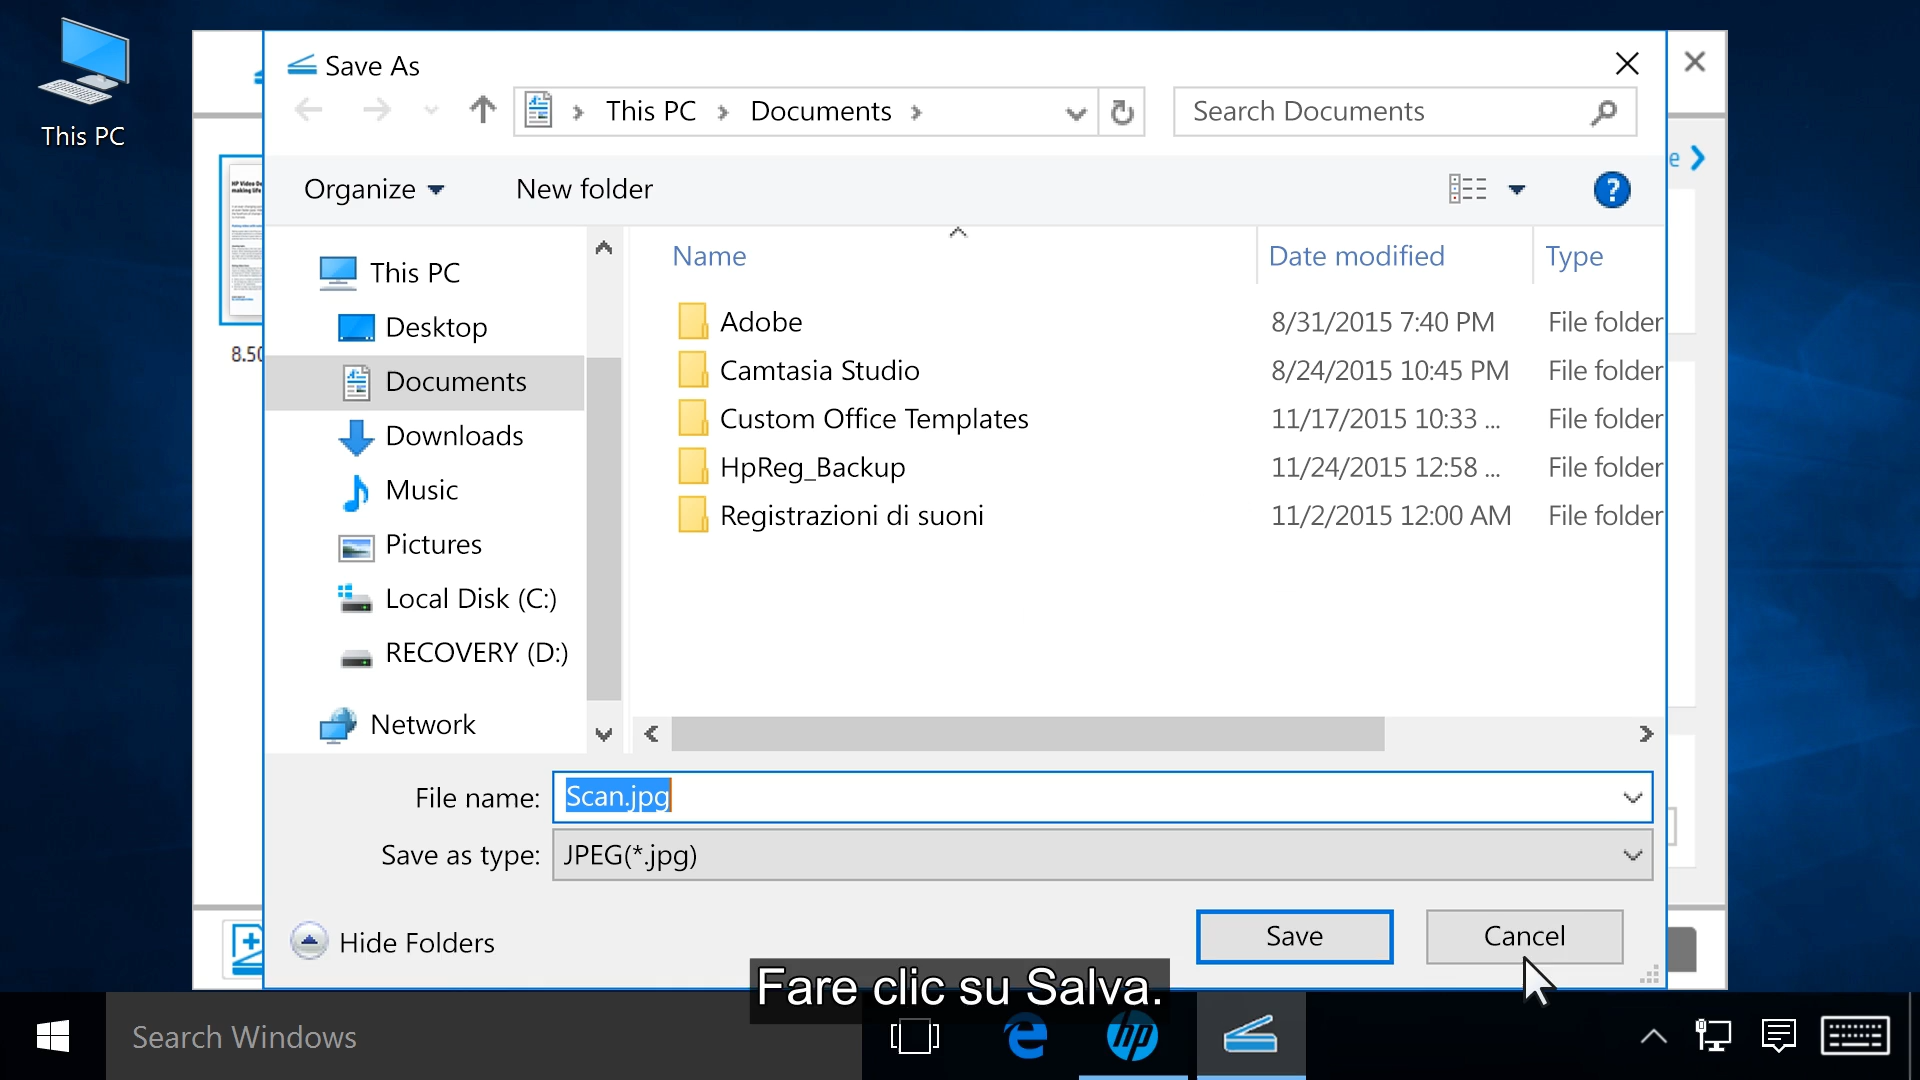 This PC
Save As
This PC
Documents
Search Documents
Organize
New folder
?
Name
Date modified
Type
This PC
Desktop
Documents
Downloads
Music
Pictures
Local Disk (C:)
RECOVERY (D:)
Network
Adobe 8/31/2015 7:40 PM File folder
Camtasia Studio 8/24/2015 10:45 PM File folder
Custom Office Templates 11/17/2015 10:33 ... File folder
HpReg_Backup 11/24/2015 12:58 ... File folder
Registrazioni di suoni 11/2/2015 12:00 AM File folder
HP Video
making life
8.50
e
File name: Scan.jpg
Save as type: JPEG(*.jpg)
Hide Folders
Save
Cancel
Fare clic su Salva.
Search Windows
hp